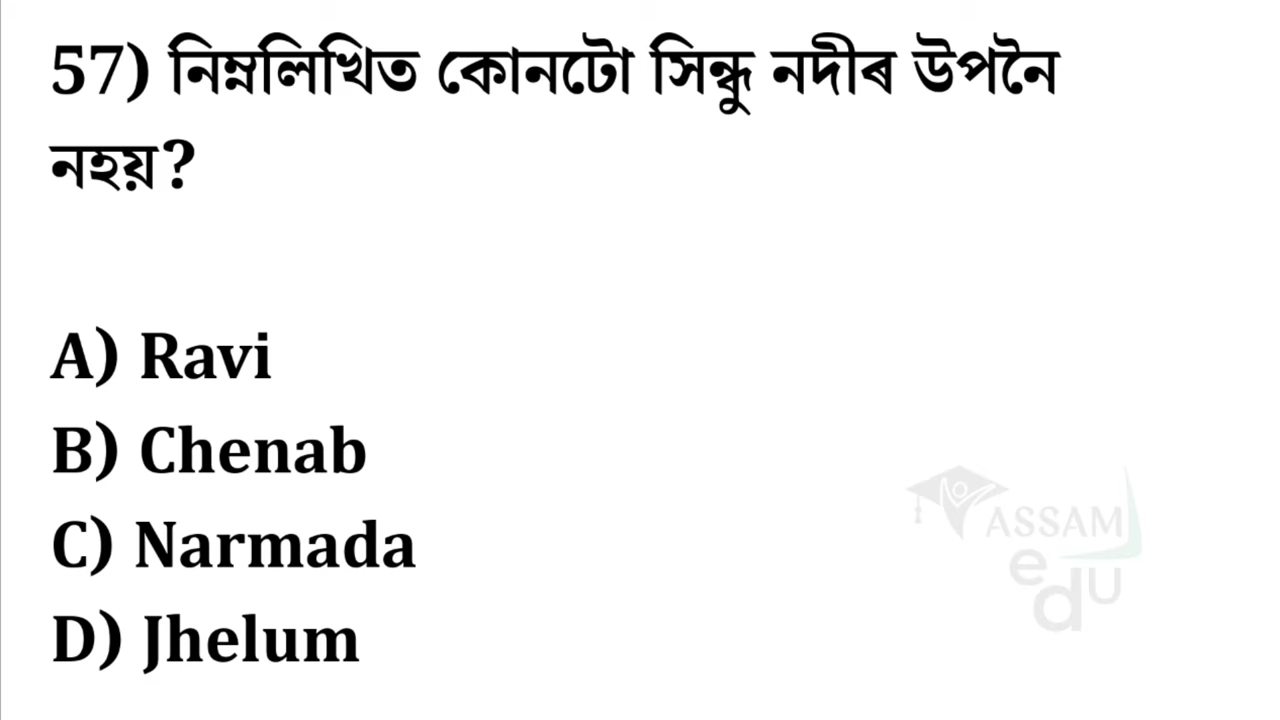 57) নিম্নলিখিত কোনটো সিন্ধু নদীৰ উপনৈ
নহয়?
A) Ravi
B) Chenab
C) Narmada
D) Jhelum
ASSAM
edu